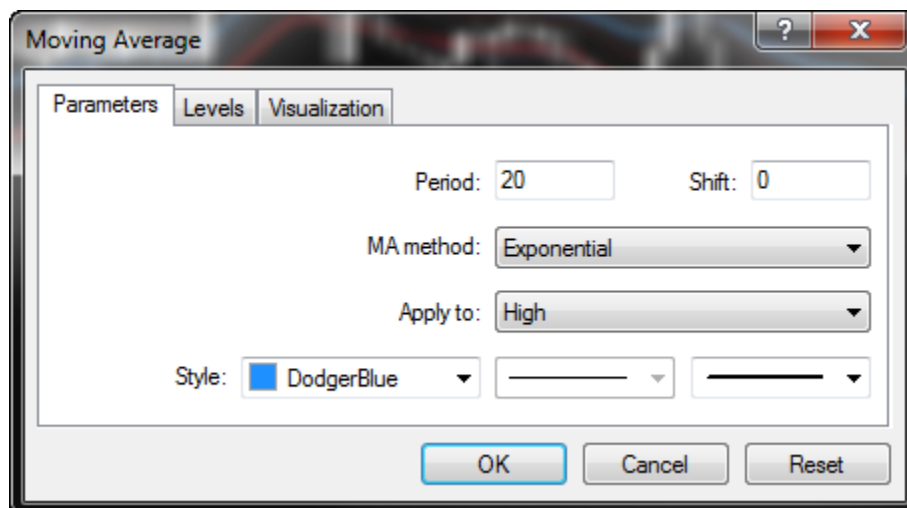 Moving Average
?
X
Parameters Levels Visualization
Period: 20 Shift: 0
MA method: Exponential
Apply to: High
Style: DodgerBlue
OK Cancel Reset